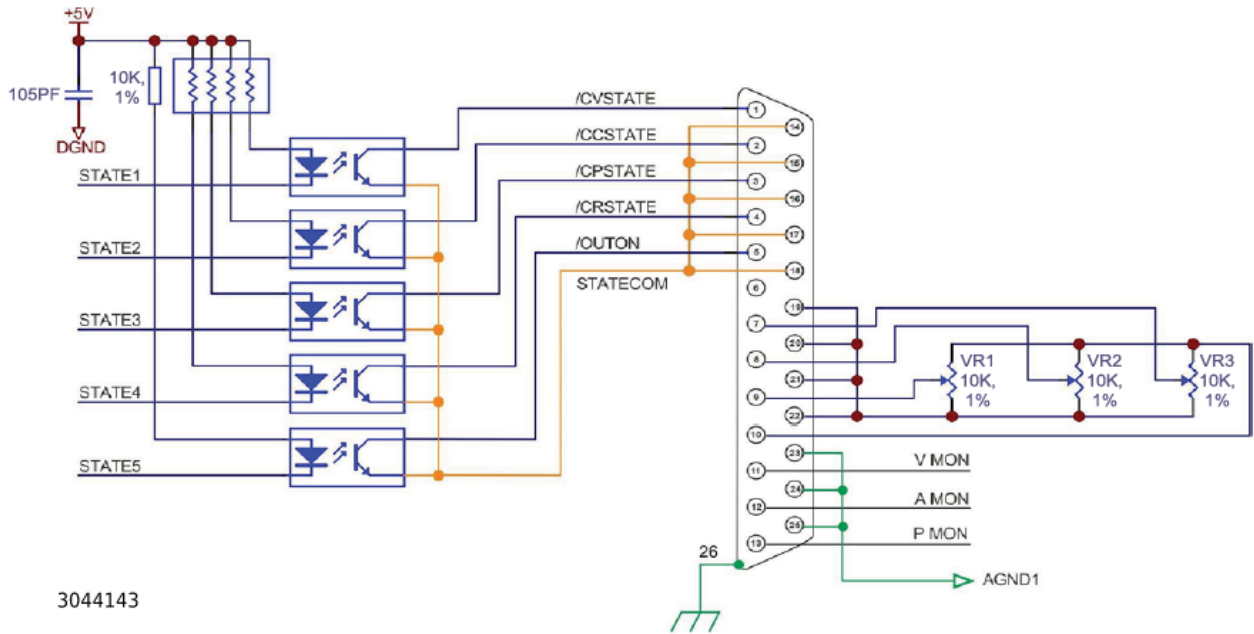 +5V
105PF
10K,
1%
DGND
STATE1
STATE2
STATE3
STATE4
STATE5
/CVSTATE
/CCSTATE
/CPSTATE
/CRSTATE
/OUTON
STATECOM
1
14
2
15
3
16
4
17
5
18
6
19
7
20
8
21
9
22
10
23
11
24
12
25
13
26
VR1
10K,
1%
VR2
10K,
1%
VR3
10K,
1%
V MON
A MON
P MON
AGND1
3044143